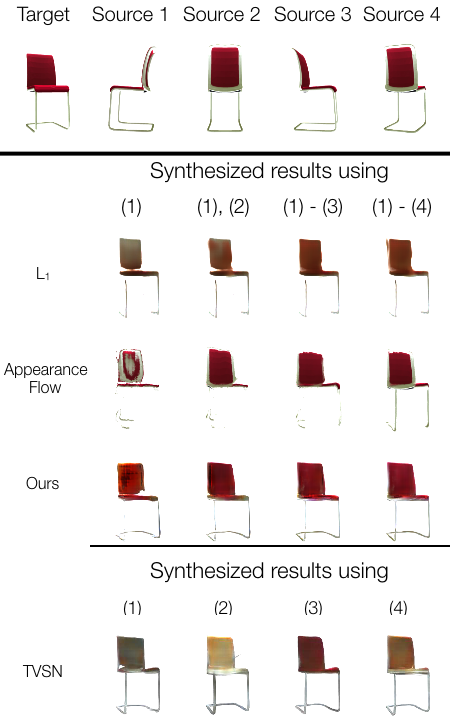 Target Source 1 Source 2 Source 3 Source 4
Synthesized results using
(1) (1), (2) (1) - (3) (1) - (4)
L₁
Appearance
Flow
Ours
Synthesized results using
(1) (2) (3) (4)
TVSN